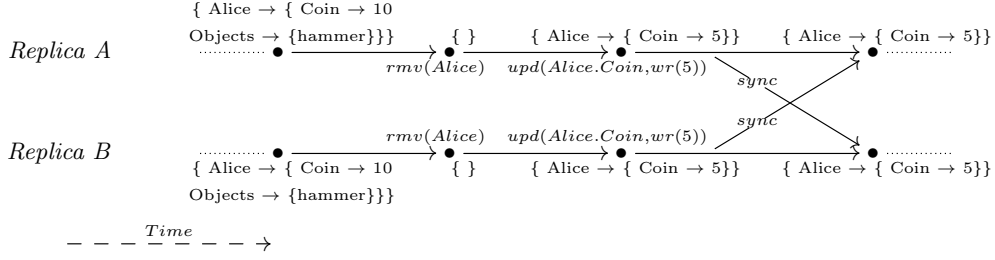 { Alice → { Coin → 10
Replica A Objects → {hammer}}} { } { Alice → { Coin → 5}} { Alice → { Coin → 5}}
rmv(Alice) upd(Alice.Coin,wr(5))
sync
sync
rmv(Alice) upd(Alice.Coin,wr(5))
Replica B
{ Alice → { Coin → 10 { } { Alice → { Coin → 5}} { Alice → { Coin → 5}}
Objects → {hammer}}}
Time